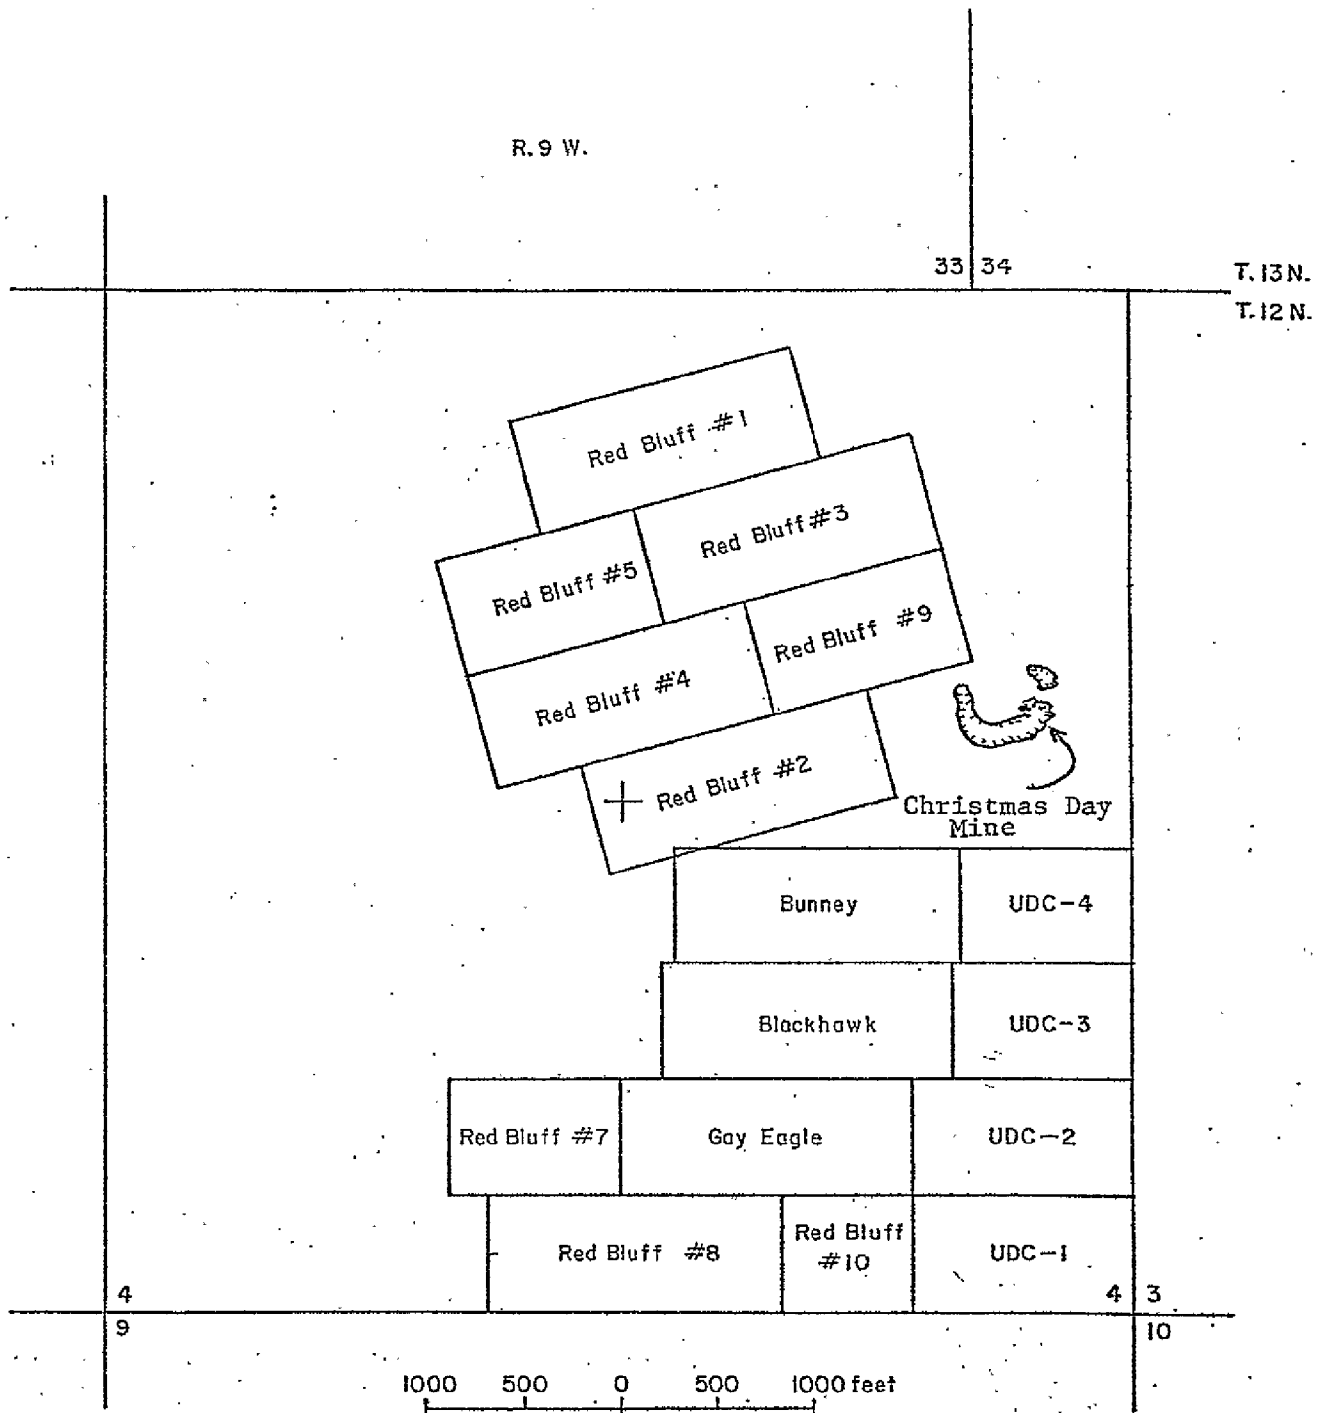 R.9 W.
33 34
T.13 N.
T.12 N.
Red Bluff #1
Red Bluff #3
Red Bluff #5
Red Bluff #9
Red Bluff #4
Red Bluff #2
Christmas Day
Mine
Bunney
UDC-4
Blackhawk
UDC-3
Red Bluff #7
Gay Eagle
UDC-2
Red Bluff #8
Red Bluff
#10
UDC-1
4
4 3
9
10
1000 500 0 500 1000 feet